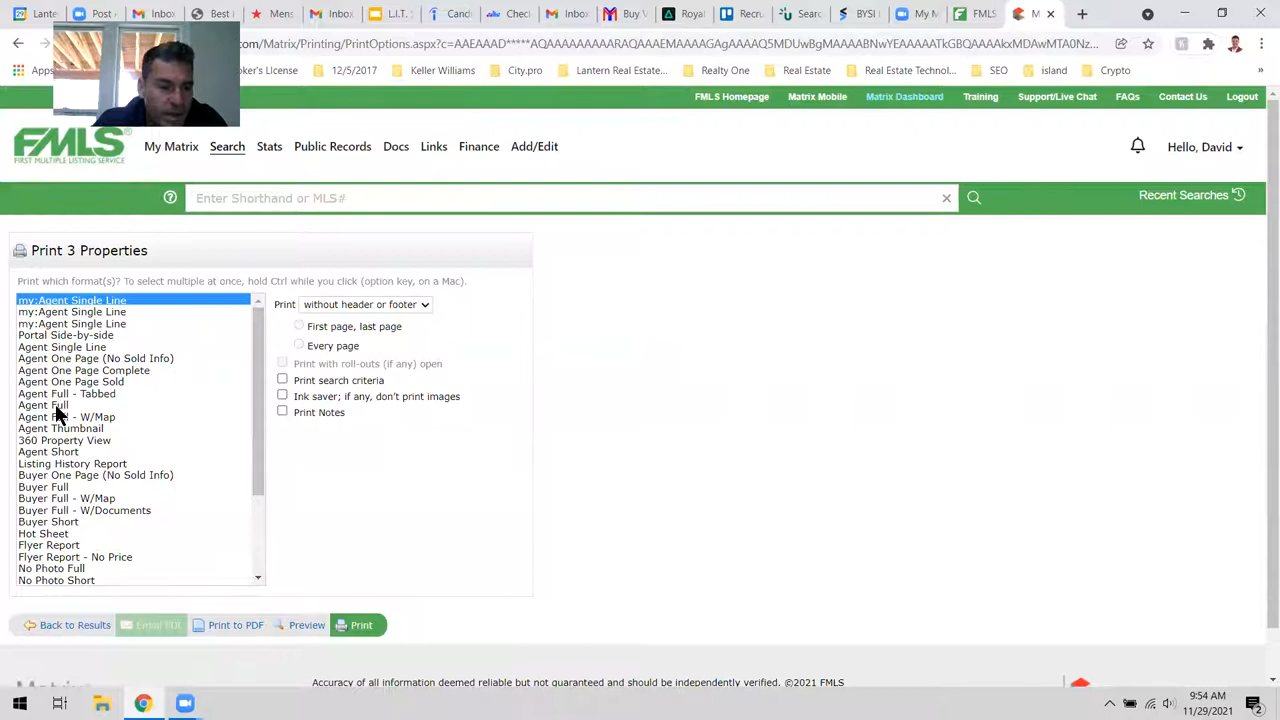 Post
Inbox
Best
Mens
Inbox
L.I.T.
Candi
Check
Inbox
Buy V
Royal
Recru
Search
BYS
My M
FMLS
M
/Matrix/Printing/PrintOptions.aspx?c=AAEAAAD*****AQAAAAAAAAARAQAAAEMAAAAGAgAAAAQ5MDUwBgMAAAABNwYEAAAAATkGBQAAAAkxMDAwMTA0Nz...
Apps
oker's License
12/5/2017
Keller Williams
City.pro
Lantern Real Estate...
Realty One
Real Estate
Real Estate Technol...
SEO
island
Crypto
FMLS Homepage
Matrix Mobile
Matrix Dashboard
Training
Support/Live Chat
FAQs
Contact Us
Logout
FMLS
FIRST MULTIPLE LISTING SERVICE
My Matrix
Search
Stats
Public Records
Docs
Links
Finance
Add/Edit
Hello, David
Enter Shorthand or MLS#
Recent Searches
Print 3 Properties
Print which format(s)? To select multiple at once, hold Ctrl while you click (option key, on a Mac).
my:Agent Single Line
my:Agent Single Line
my:Agent Single Line
Portal Side-by-side
Agent Single Line
Agent One Page (No Sold Info)
Agent One Page Complete
Agent One Page Sold
Agent Full - Tabbed
Agent Full
Agent Full - W/Map
Agent Thumbnail
360 Property View
Agent Short
Listing History Report
Buyer One Page (No Sold Info)
Buyer Full
Buyer Full - W/Map
Buyer Full - W/Documents
Buyer Short
Hot Sheet
Flyer Report
Flyer Report - No Price
No Photo Full
No Photo Short
Print without header or footer
First page, last page
Every page
Print with roll-outs (if any) open
Print search criteria
Ink saver; if any, don't print images
Print Notes
Back to Results
Email PDF
Print to PDF
Preview
Print
Accuracy of all information deemed reliable but not guaranteed and should be independently verified. ©2021 FMLS
9:54 AM
11/29/2021
2